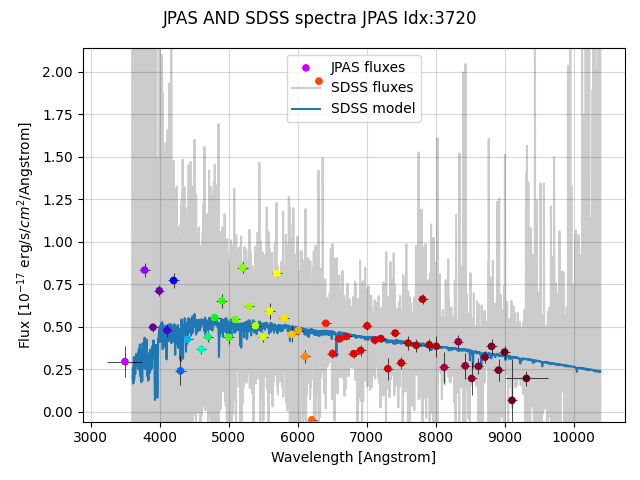 JPAS AND SDSS spectra JPAS Idx:3720
JPAS fluxes
SDSS fluxes
SDSS model
2.00
1.75
1.50
1.25
1.00
0.75
0.50
0.25
0.00
Flux [10⁻¹⁷ erg/s/cm²/Angstrom]
3000 4000 5000 6000 7000 8000 9000 10000
Wavelength [Angstrom]